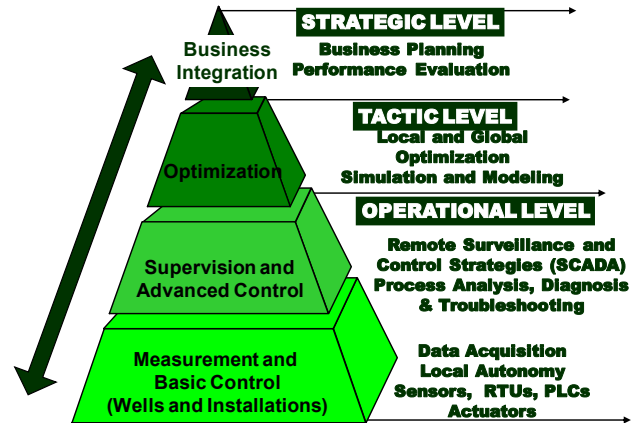 STRATEGIC LEVEL
Business
Integration
Business Planning
Performance Evaluation
TACTIC LEVEL
Local and Global
Optimization
Simulation and Modeling
Optimization
OPERATIONAL LEVEL
Remote Surveillance and
Control Strategies (SCADA)
Process Analysis, Diagnosis
& Troubleshooting
Supervision and
Advanced Control
Measurement and
Basic Control
(Wells and Installations)
Data Acquisition
Local Autonomy
Sensors, RTUs, PLCs
Actuators